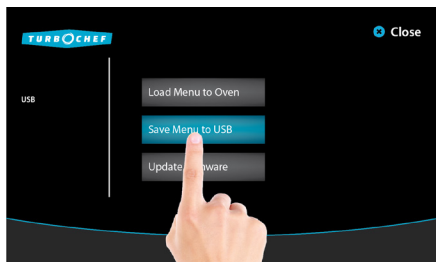 TURBOCHEF
Close
USB
Load Menu to Oven
Save Menu to USB
Update